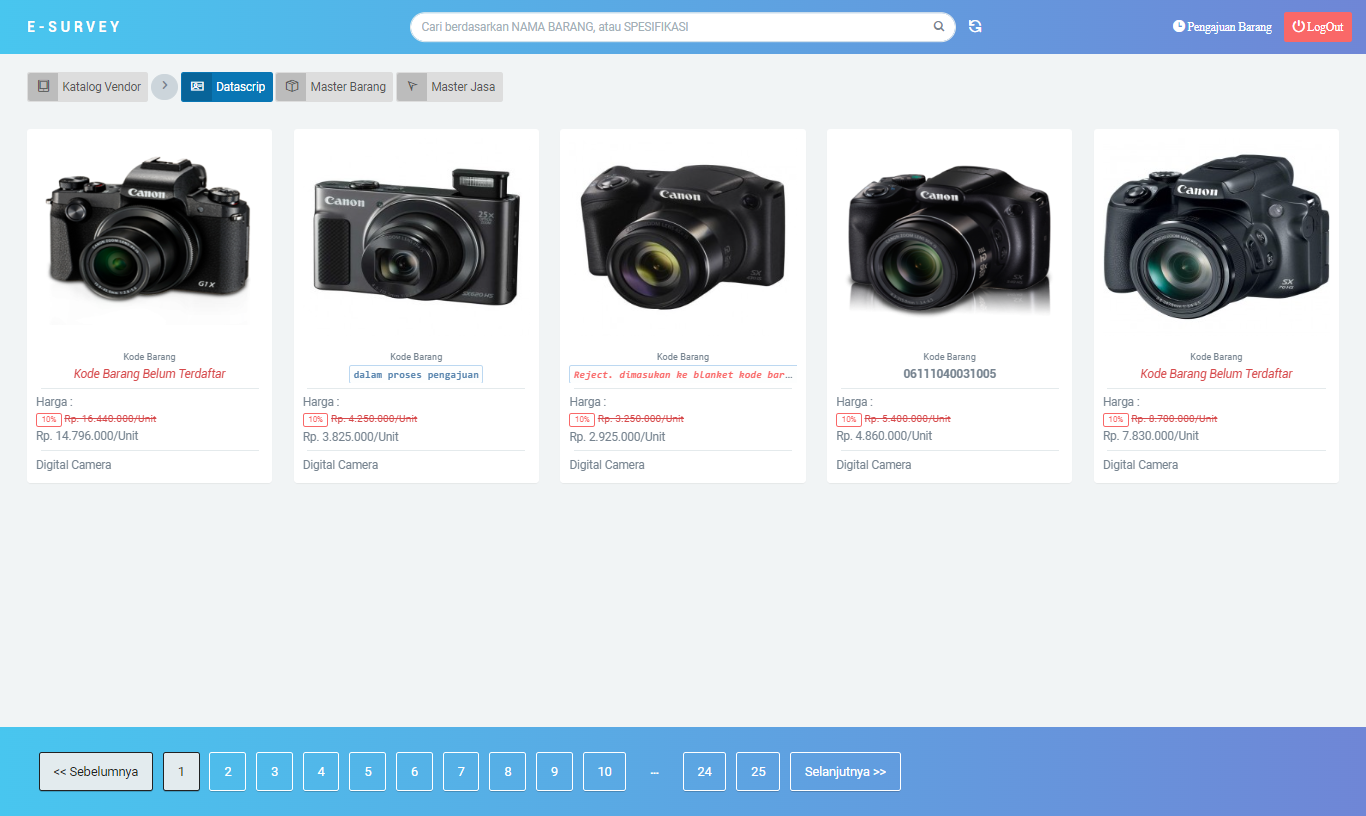 E-SURVEY
Cari berdasarkan NAMA BARANG, atau SPESIFIKASI
Pengajuan Barang
LogOut
Katalog Vendor
Datascrip
Master Barang
Master Jasa
Canon
G1 X
Kode Barang
Kode Barang Belum Terdaftar
Harga :
10% Rp. 16.440.000/Unit
Rp. 14.796.000/Unit
Digital Camera
Canon
25x
SX620 HS
Kode Barang
dalam proses pengajuan
Harga :
10% Rp. 4.250.000/Unit
Rp. 3.825.000/Unit
Digital Camera
Canon
SX
Kode Barang
Reject. dimasukan ke blanket kode bar…
Harga :
10% Rp. 3.250.000/Unit
Rp. 2.925.000/Unit
Digital Camera
Canon
SX
Kode Barang
06111040031005
Harga :
10% Rp. 5.400.000/Unit
Rp. 4.860.000/Unit
Digital Camera
Canon
SX
Kode Barang
Kode Barang Belum Terdaftar
Harga :
10% Rp. 8.700.000/Unit
Rp. 7.830.000/Unit
Digital Camera
<< Sebelumnya 1 2 3 4 5 6 7 8 9 10 … 24 25 Selanjutnya >>